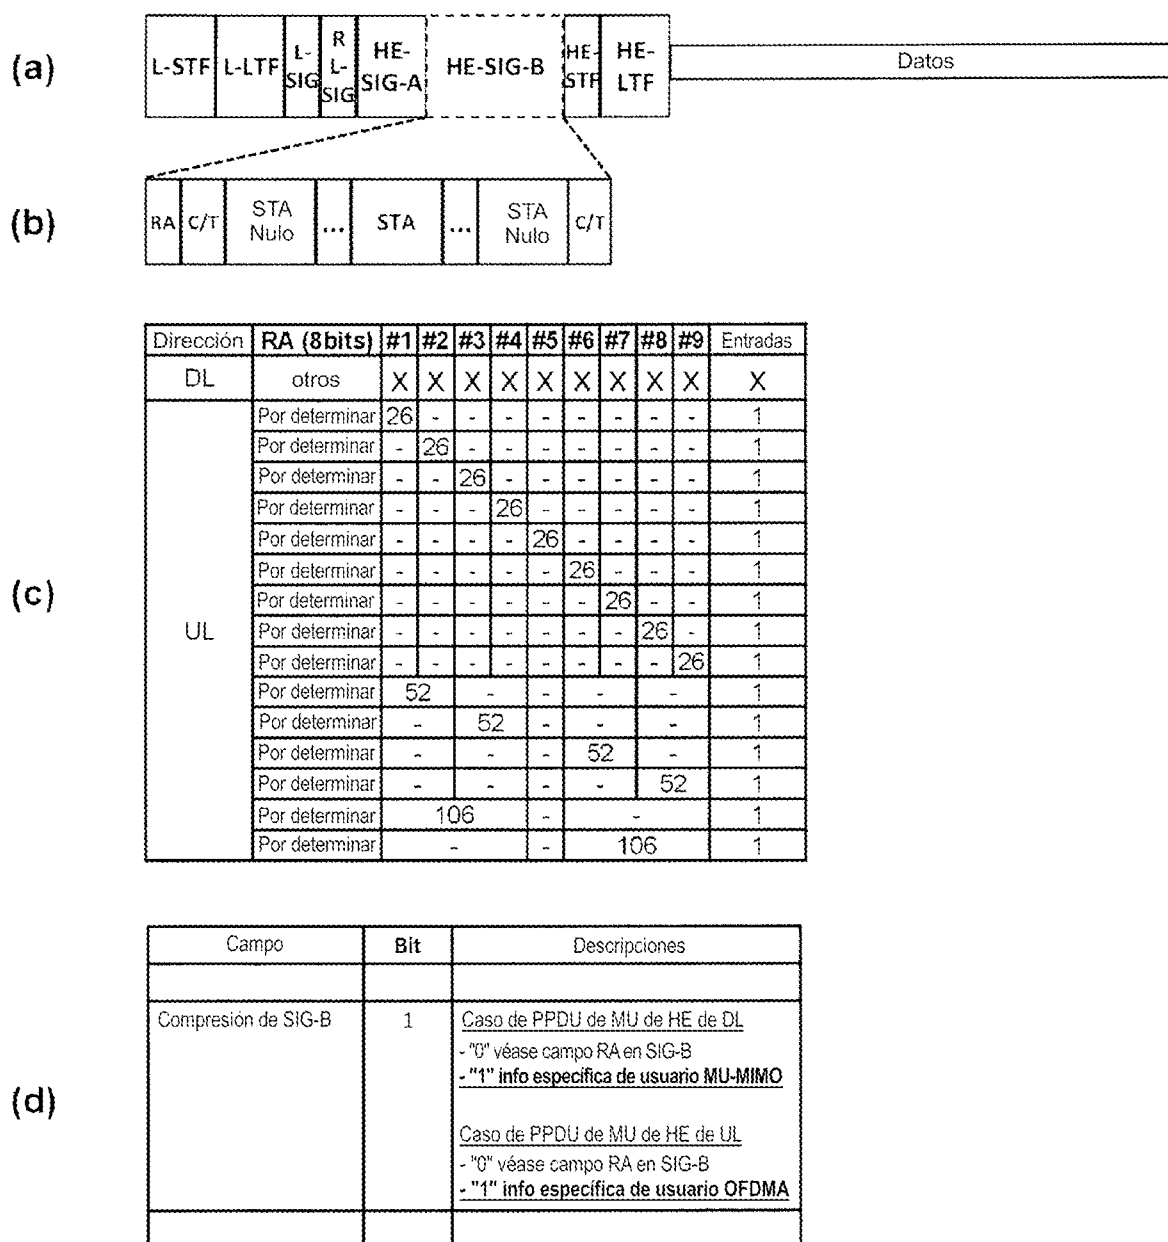 (a)
L-STF L-LTF L-SIG R L-SIG HE-SIG-A HE-SIG-B HE-STF HE-LTF Datos
(b)
RA C/T STA Nulo ... STA ... STA Nulo C/T
(c)
Dirección RA (8bits) #1 #2 #3 #4 #5 #6 #7 #8 #9 Entradas
DL otros X X X X X X X X X X
UL
Por determinar 26 - - - - - - - - 1
Por determinar - 26 - - - - - - - 1
Por determinar - - 26 - - - - - - 1
Por determinar - - - 26 - - - - - 1
Por determinar - - - - 26 - - - - 1
Por determinar - - - - - 26 - - - 1
Por determinar - - - - - - 26 - - 1
Por determinar - - - - - - - 26 - 1
Por determinar - - - - - - - - 26 1
Por determinar 52 - - - - 1
Por determinar - 52 - - - 1
Por determinar - - - 52 - 1
Por determinar - - - - 52 1
Por determinar 106 - - 1
Por determinar - - 106 1
(d)
Campo Bit Descripciones
Compresión de SIG-B 1 Caso de PPDU de MU de HE de DL
- "0" véase campo RA en SIG-B
- "1" info específica de usuario MU-MIMO
Caso de PPDU de MU de HE de UL
- "0" véase campo RA en SIG-B
- "1" info específica de usuario OFDMA